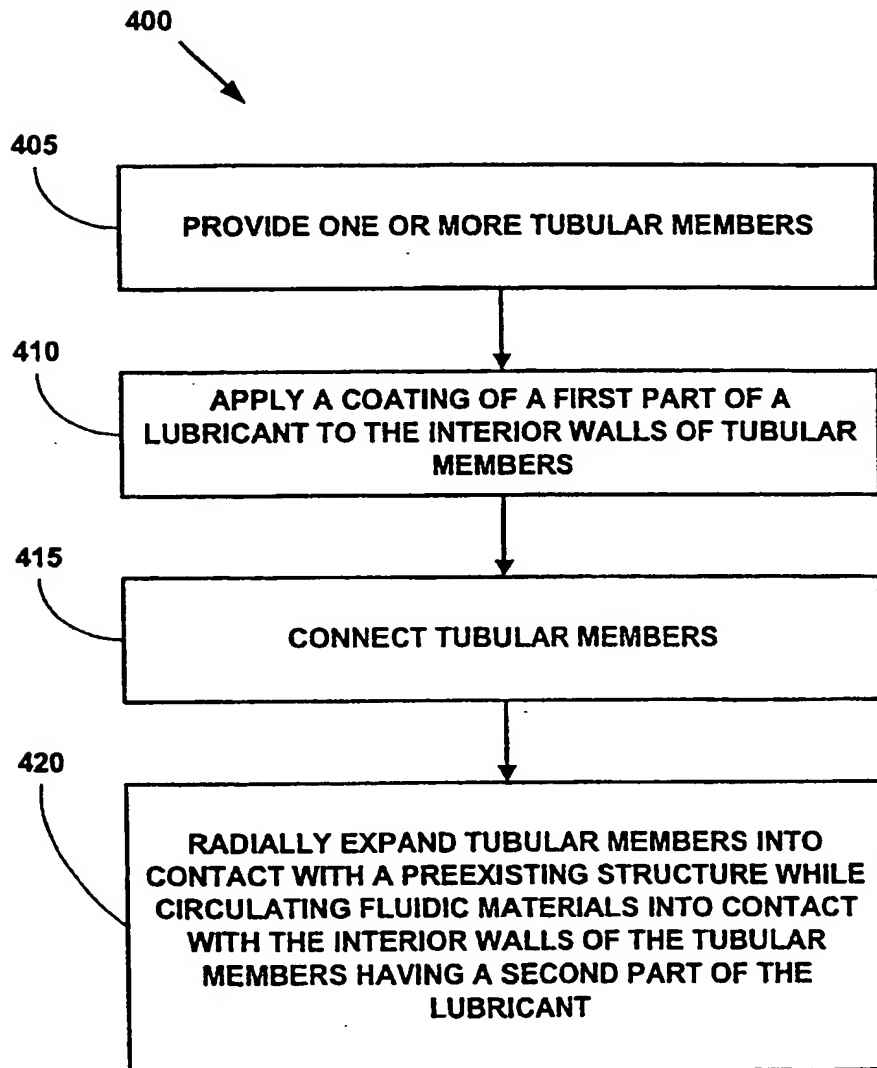 400
405
PROVIDE ONE OR MORE TUBULAR MEMBERS
410
APPLY A COATING OF A FIRST PART OF A
LUBRICANT TO THE INTERIOR WALLS OF TUBULAR
MEMBERS
415
CONNECT TUBULAR MEMBERS
420
RADIALLY EXPAND TUBULAR MEMBERS INTO
CONTACT WITH A PREEXISTING STRUCTURE WHILE
CIRCULATING FLUIDIC MATERIALS INTO CONTACT
WITH THE INTERIOR WALLS OF THE TUBULAR
MEMBERS HAVING A SECOND PART OF THE
LUBRICANT